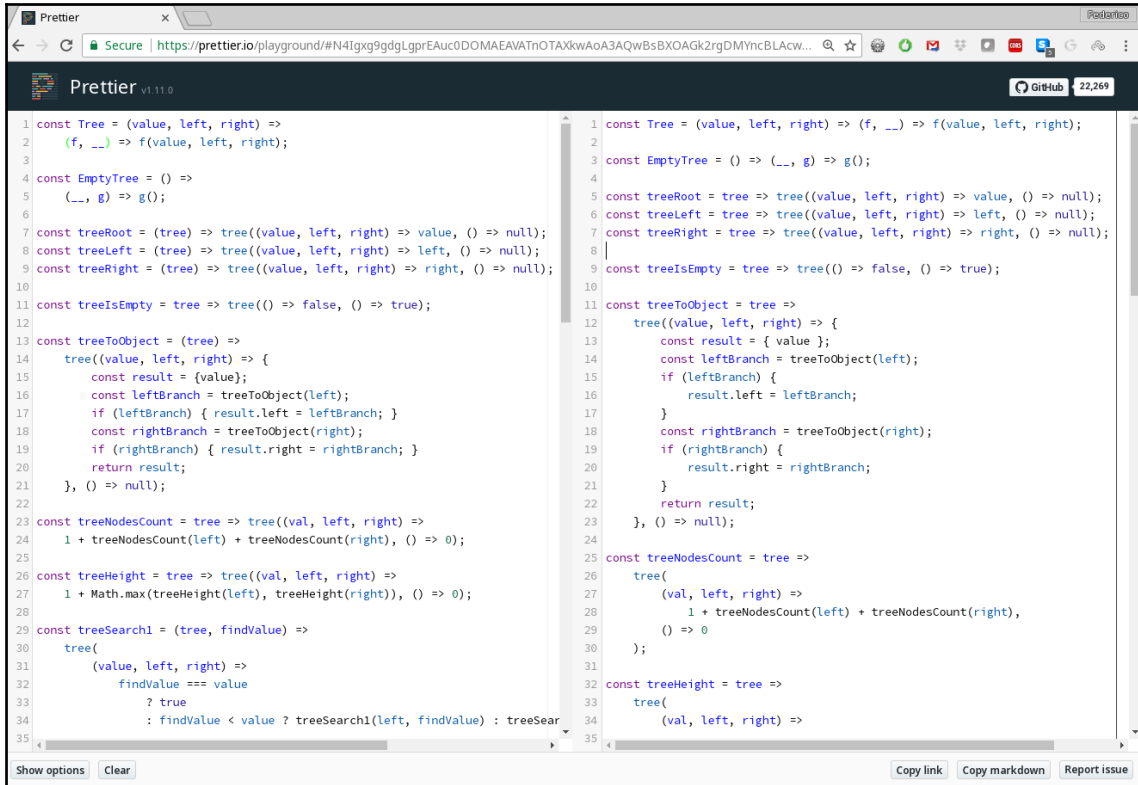 Prettier
Federico
Secure | https://prettier.io/playground/#N4Igxg9gdgLgprEAuc0DOMAEAVATnOTAXkwAoA3AQwBsBXOAGk2rgDMYncBLAcw...
Prettier v1.11.0
GitHub 22,269
1 const Tree = (value, left, right) =>
2     (f, __) => f(value, left, right);
3
4 const EmptyTree = () =>
5     (__, g) => g();
6
7 const treeRoot = (tree) => tree((value, left, right) => value, () => null);
8 const treeLeft = (tree) => tree((value, left, right) => left, () => null);
9 const treeRight = (tree) => tree((value, left, right) => right, () => null);
10
11 const treeIsEmpty = tree => tree(() => false, () => true);
12
13 const treeToObject = (tree) =>
14     tree((value, left, right) => {
15         const result = {value};
16         const leftBranch = treeToObject(left);
17         if (leftBranch) { result.left = leftBranch; }
18         const rightBranch = treeToObject(right);
19         if (rightBranch) { result.right = rightBranch; }
20         return result;
21     }, () => null);
22
23 const treeNodesCount = tree => tree((val, left, right) =>
24     1 + treeNodesCount(left) + treeNodesCount(right), () => 0);
25
26 const treeHeight = tree => tree((val, left, right) =>
27     1 + Math.max(treeHeight(left), treeHeight(right)), () => 0);
28
29 const treeSearch1 = (tree, findValue) =>
30     tree(
31         (value, left, right) =>
32             findValue === value
33                 ? true
34                 : findValue < value ? treeSearch1(left, findValue) : treeSear
35
1 const Tree = (value, left, right) => (f, __) => f(value, left, right);
2
3 const EmptyTree = () => (__, g) => g();
4
5 const treeRoot = tree => tree((value, left, right) => value, () => null);
6 const treeLeft = tree => tree((value, left, right) => left, () => null);
7 const treeRight = tree => tree((value, left, right) => right, () => null);
8
9 const treeIsEmpty = tree => tree(() => false, () => true);
10
11 const treeToObject = tree =>
12     tree((value, left, right) => {
13         const result = { value };
14         const leftBranch = treeToObject(left);
15         if (leftBranch) {
16             result.left = leftBranch;
17         }
18         const rightBranch = treeToObject(right);
19         if (rightBranch) {
20             result.right = rightBranch;
21         }
22         return result;
23     }, () => null);
24
25 const treeNodesCount = tree =>
26     tree(
27         (val, left, right) =>
28             1 + treeNodesCount(left) + treeNodesCount(right),
29         () => 0
30     );
31
32 const treeHeight = tree =>
33     tree(
34         (val, left, right) =>
35
Show options Clear Copy link Copy markdown Report issue